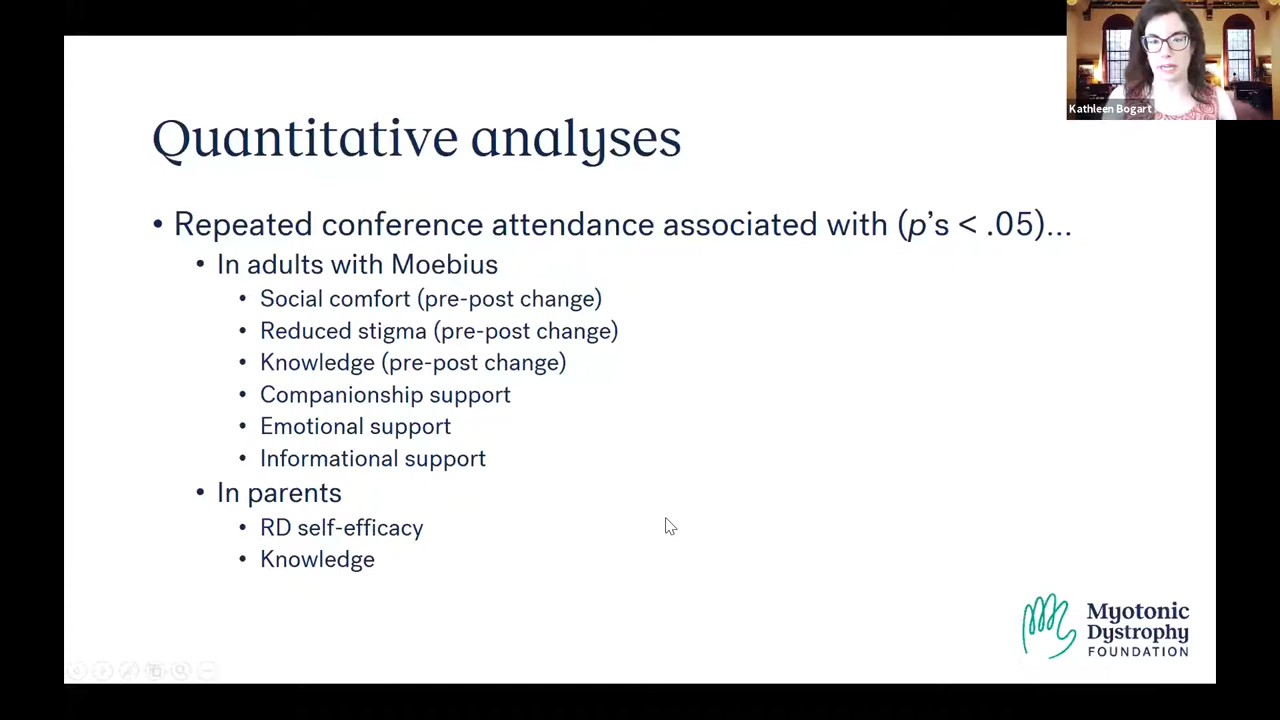 Kathleen Bogart
Quantitative analyses
• Repeated conference attendance associated with (p's < .05)...
• In adults with Moebius
• Social comfort (pre-post change)
• Reduced stigma (pre-post change)
• Knowledge (pre-post change)
• Companionship support
• Emotional support
• Informational support
• In parents
• RD self-efficacy
• Knowledge
Myotonic
Dystrophy
FOUNDATION